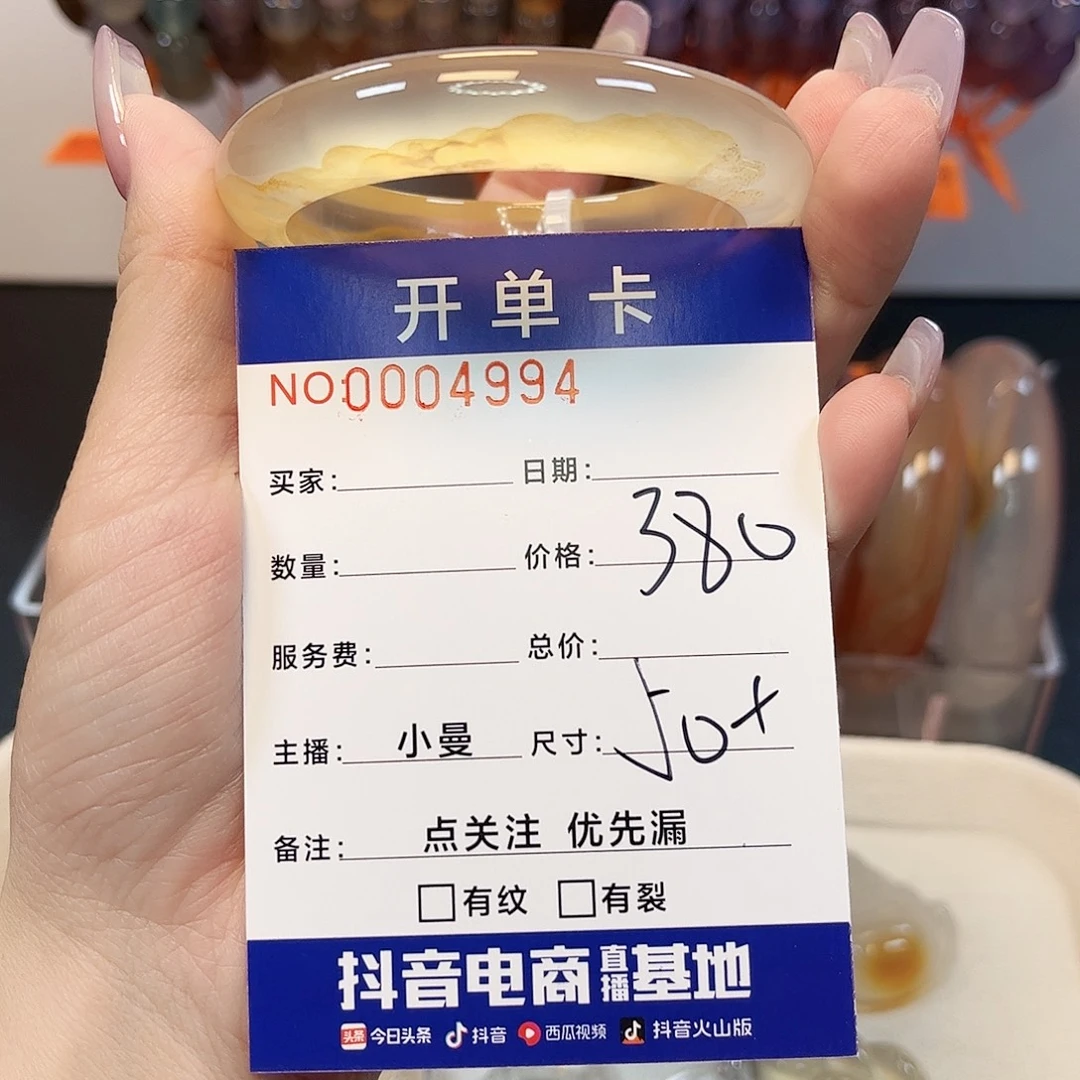 开单卡
NO:0004994
买家: 日期:
数量: 价格: 380
服务费: 总价:
主播: 小曼 尺寸: 50+
备注: 点关注 优先漏
有纹 有裂
抖音电商直播基地
头条 今日头条 抖音 西瓜视频 抖音火山版